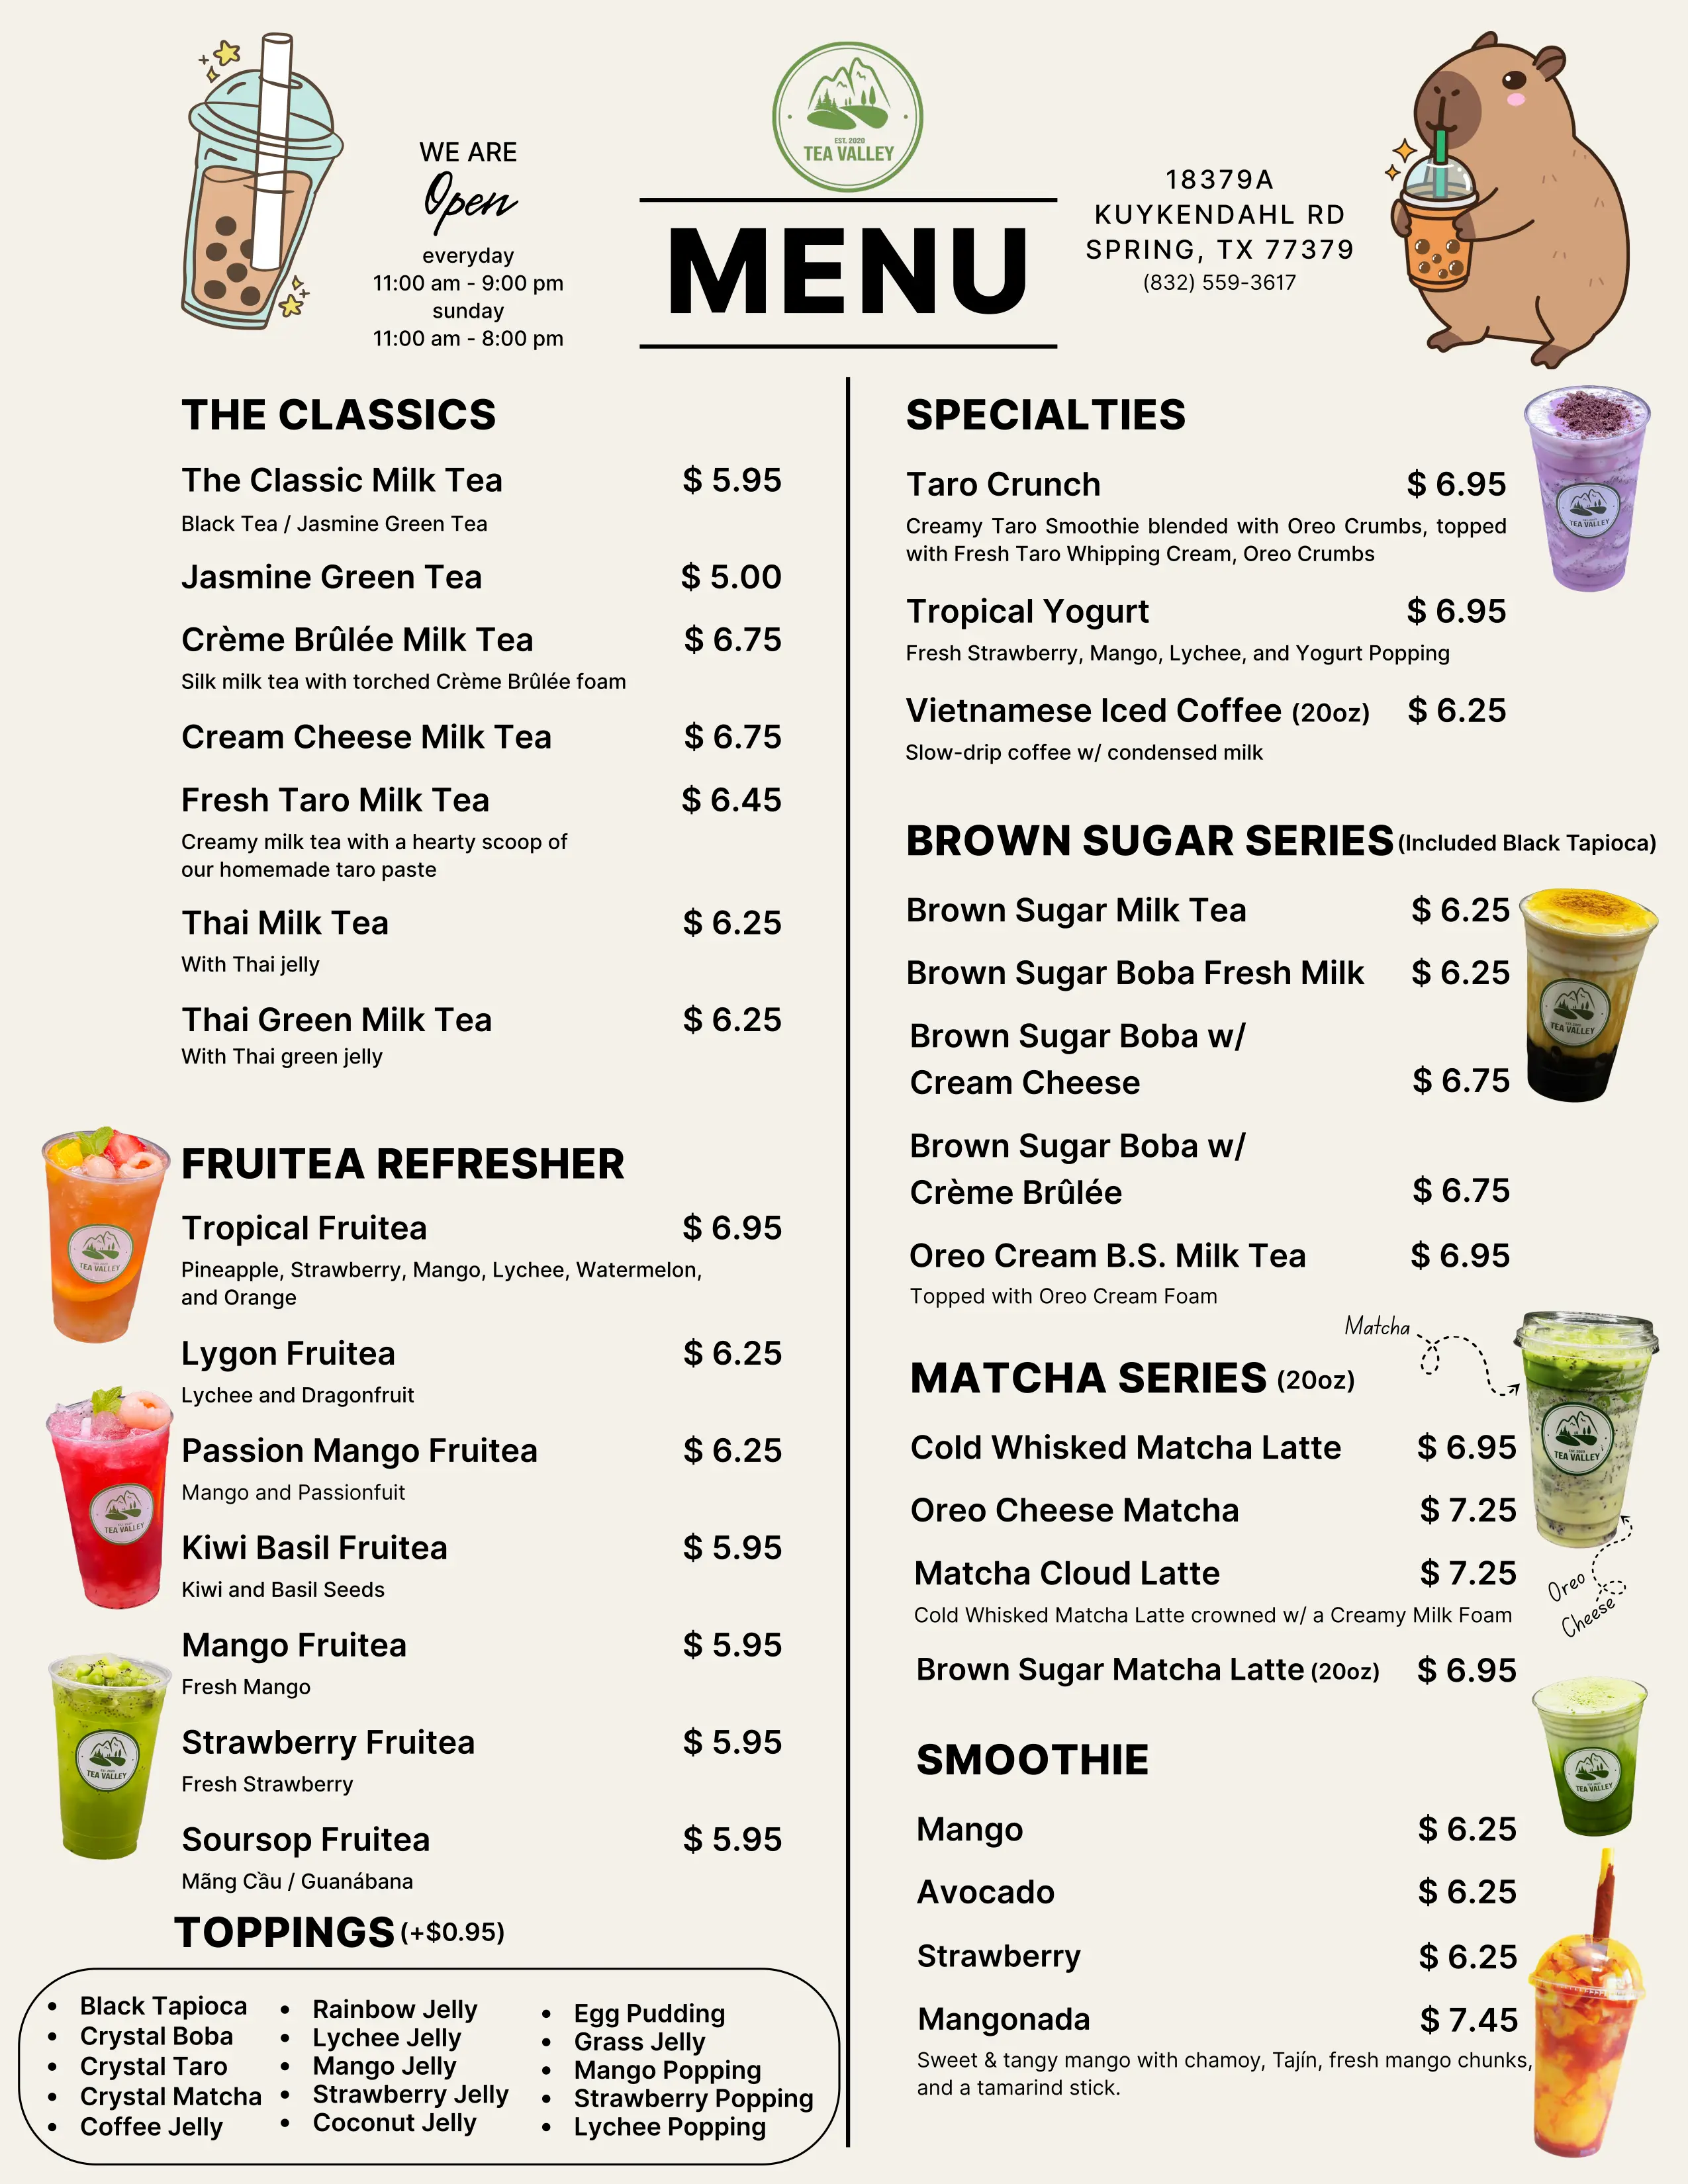 WE ARE
Open
everyday
11:00 am - 9:00 pm
sunday
11:00 am - 8:00 pm
EST. 2020
TEA VALLEY
MENU
18379A
KUYKENDAHL RD
SPRING, TX 77379
(832) 559-3617
THE CLASSICS
The Classic Milk Tea $ 5.95
Black Tea / Jasmine Green Tea
Jasmine Green Tea $ 5.00
Crème Brûlée Milk Tea $ 6.75
Silk milk tea with torched Crème Brûlée foam
Cream Cheese Milk Tea $ 6.75
Fresh Taro Milk Tea $ 6.45
Creamy milk tea with a hearty scoop of
our homemade taro paste
Thai Milk Tea $ 6.25
With Thai jelly
Thai Green Milk Tea $ 6.25
With Thai green jelly
FRUITEA REFRESHER
Tropical Fruitea $ 6.95
Pineapple, Strawberry, Mango, Lychee, Watermelon,
and Orange
TEA VALLEY
Lygon Fruitea $ 6.25
Lychee and Dragonfruit
Passion Mango Fruitea $ 6.25
Mango and Passionfuit
TEA VALLEY
Kiwi Basil Fruitea $ 5.95
Kiwi and Basil Seeds
Mango Fruitea $ 5.95
Fresh Mango
Strawberry Fruitea $ 5.95
Fresh Strawberry
TEA VALLEY
Soursop Fruitea $ 5.95
Mãng Cầu / Guanábana
TOPPINGS (+$0.95)
• Black Tapioca
• Crystal Boba
• Crystal Taro
• Crystal Matcha
• Coffee Jelly
• Rainbow Jelly
• Lychee Jelly
• Mango Jelly
• Strawberry Jelly
• Coconut Jelly
• Egg Pudding
• Grass Jelly
• Mango Popping
• Strawberry Popping
• Lychee Popping
SPECIALTIES
Taro Crunch $ 6.95
Creamy Taro Smoothie blended with Oreo Crumbs, topped
with Fresh Taro Whipping Cream, Oreo Crumbs
TEA VALLEY
Tropical Yogurt $ 6.95
Fresh Strawberry, Mango, Lychee, and Yogurt Popping
Vietnamese Iced Coffee (20oz) $ 6.25
Slow-drip coffee w/ condensed milk
BROWN SUGAR SERIES (Included Black Tapioca)
Brown Sugar Milk Tea $ 6.25
Brown Sugar Boba Fresh Milk $ 6.25
TEA VALLEY
Brown Sugar Boba w/
Cream Cheese $ 6.75
Brown Sugar Boba w/
Crème Brûlée $ 6.75
Oreo Cream B.S. Milk Tea $ 6.95
Topped with Oreo Cream Foam
Matcha
MATCHA SERIES (20oz)
Cold Whisked Matcha Latte $ 6.95
TEA VALLEY
Oreo Cheese Matcha $ 7.25
Matcha Cloud Latte $ 7.25
Cold Whisked Matcha Latte crowned w/ a Creamy Milk Foam
Oreo
Cheese
Brown Sugar Matcha Latte (20oz) $ 6.95
SMOOTHIE
TEA VALLEY
Mango $ 6.25
Avocado $ 6.25
Strawberry $ 6.25
Mangonada $ 7.45
Sweet & tangy mango with chamoy, Tajín, fresh mango chunks,
and a tamarind stick.